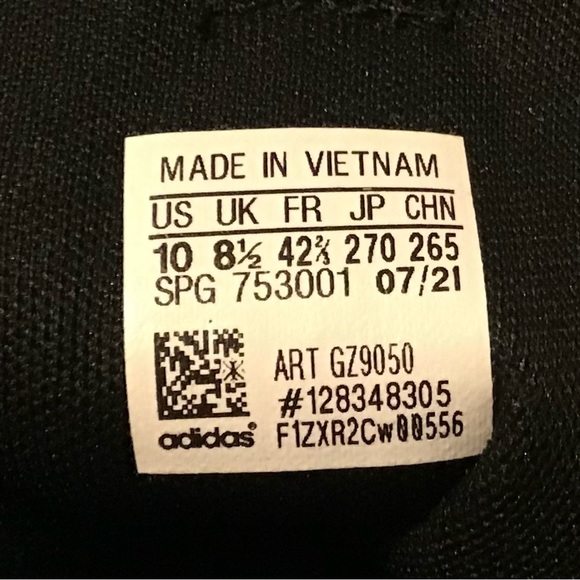 MADE IN VIETNAM
US UK FR JP CHN
10 8½ 42⅔ 270 265
SPG 753001 07/21
ART GZ9050
#128348305
adidas F1ZXR2Cw00556